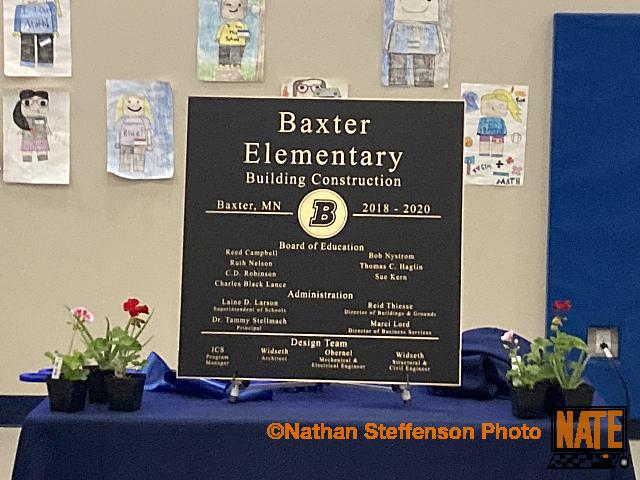 Baxter
Elementary
Building Construction
Baxter, MN
B
2018 - 2020
Board of Education
Reed Campbell
Ruth Nelson
C.D. Robinson
Charles Black Lance
Bob Nystrom
Thomas C. Haglin
Sue Kern
Administration
Laine D. Larson
Superintendent of Schools
Dr. Tammy Stellmach
Principal
Reid Thiesse
Director of Buildings & Grounds
Marci Lord
Director of Business Services
Design Team
ICS
Program
Manager
Widseth
Architect
Obernel
Mechanical &
Electrical Engineer
Widseth
Structural &
Civil Engineer
MATH
©Nathan Steffenson Photo
NATE